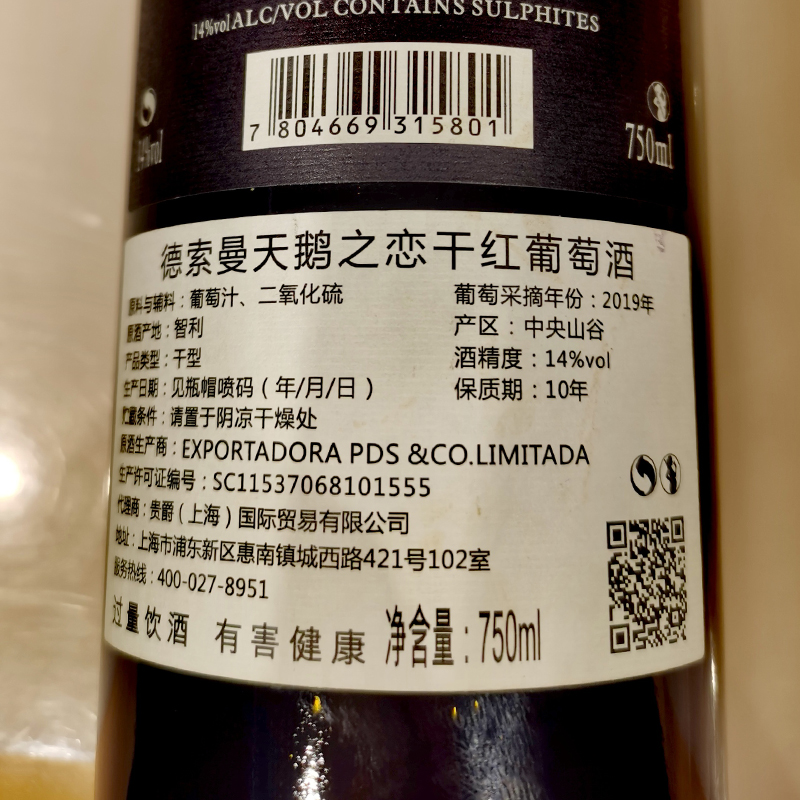 14%vol ALC/VOL CONTAINS SULPHITES
7 804669 315801
14%vol
750ml
德索曼天鹅之恋干红葡萄酒
原料与辅料：葡萄汁、二氧化硫
葡萄采摘年份：2019年
原酒产地：智利
产区：中央山谷
产品类型：干型
酒精度：14%vol
生产日期：见瓶帽喷码（年/月/日）
保质期：10年
贮藏条件：请置于阴凉干燥处
原酒生产商：EXPORTADORA PDS &CO.LIMITADA
生产许可证编号：SC11537068101555
代理商：贵爵（上海）国际贸易有限公司
地址：上海市浦东新区惠南镇城西路421号102室
服务热线：400-027-8951
过量饮酒 有害健康 净含量：750ml